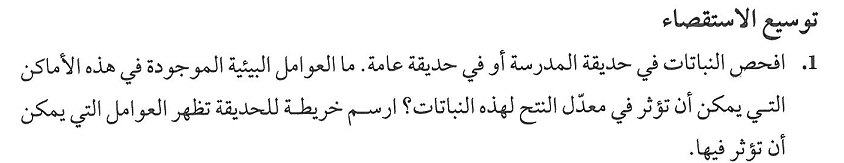 توسيع الاستقصاء
1. افحص النباتات في حديقة المدرسة أو في حديقة عامة. ما العوامل البيئية الموجودة في هذه الأماكن
التي يمكن أن تؤثر في معدّل النتح لهذه النباتات؟ ارسم خريطة للحديقة تظهر العوامل التي يمكن
أن تؤثر فيها.